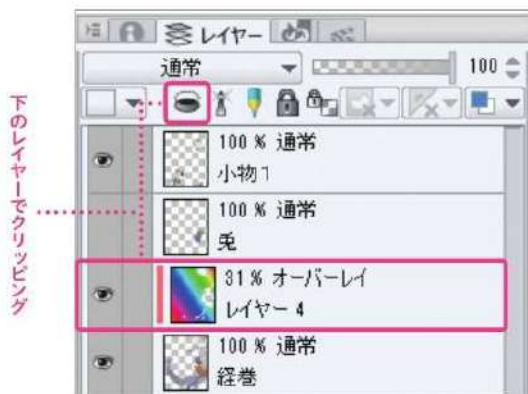 レイヤー
通常
100
下のレイヤーでクリッピング
100 % 通常
小物1
100 % 通常
兎
31 % オーバーレイ
レイヤー 4
100 % 通常
経巻